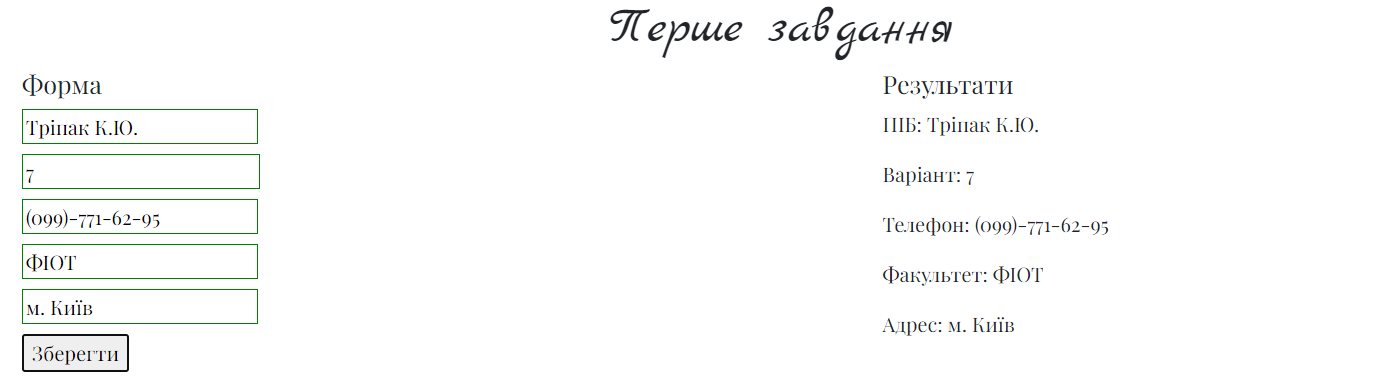 Перше завдання
Форма
Тріпак К.Ю.
7
(099)-771-62-95
ФІОТ
м. Київ
Зберегти
Результати
ПІБ: Тріпак К.Ю.
Варіант: 7
Телефон: (099)-771-62-95
Факультет: ФІОТ
Адрес: м. Київ